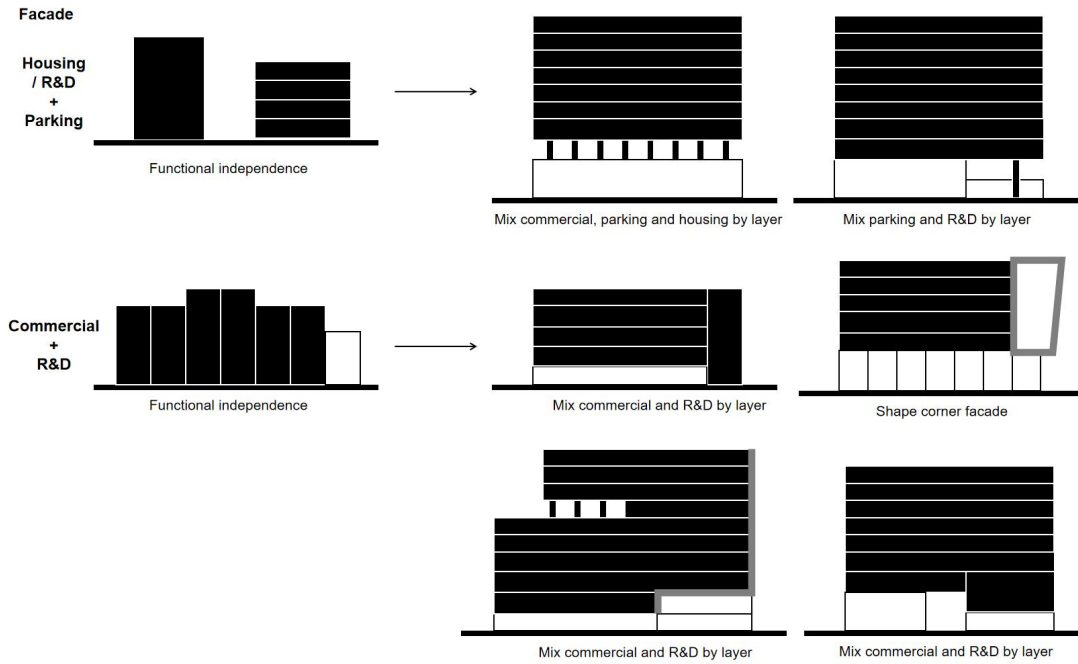 Facade
Housing
/ R&D
+
Parking
Functional independence
Mix commercial, parking and housing by layer
Mix parking and R&D by layer
Commercial
+
R&D
Functional independence
Mix commercial and R&D by layer
Shape corner facade
Mix commercial and R&D by layer
Mix commercial and R&D by layer